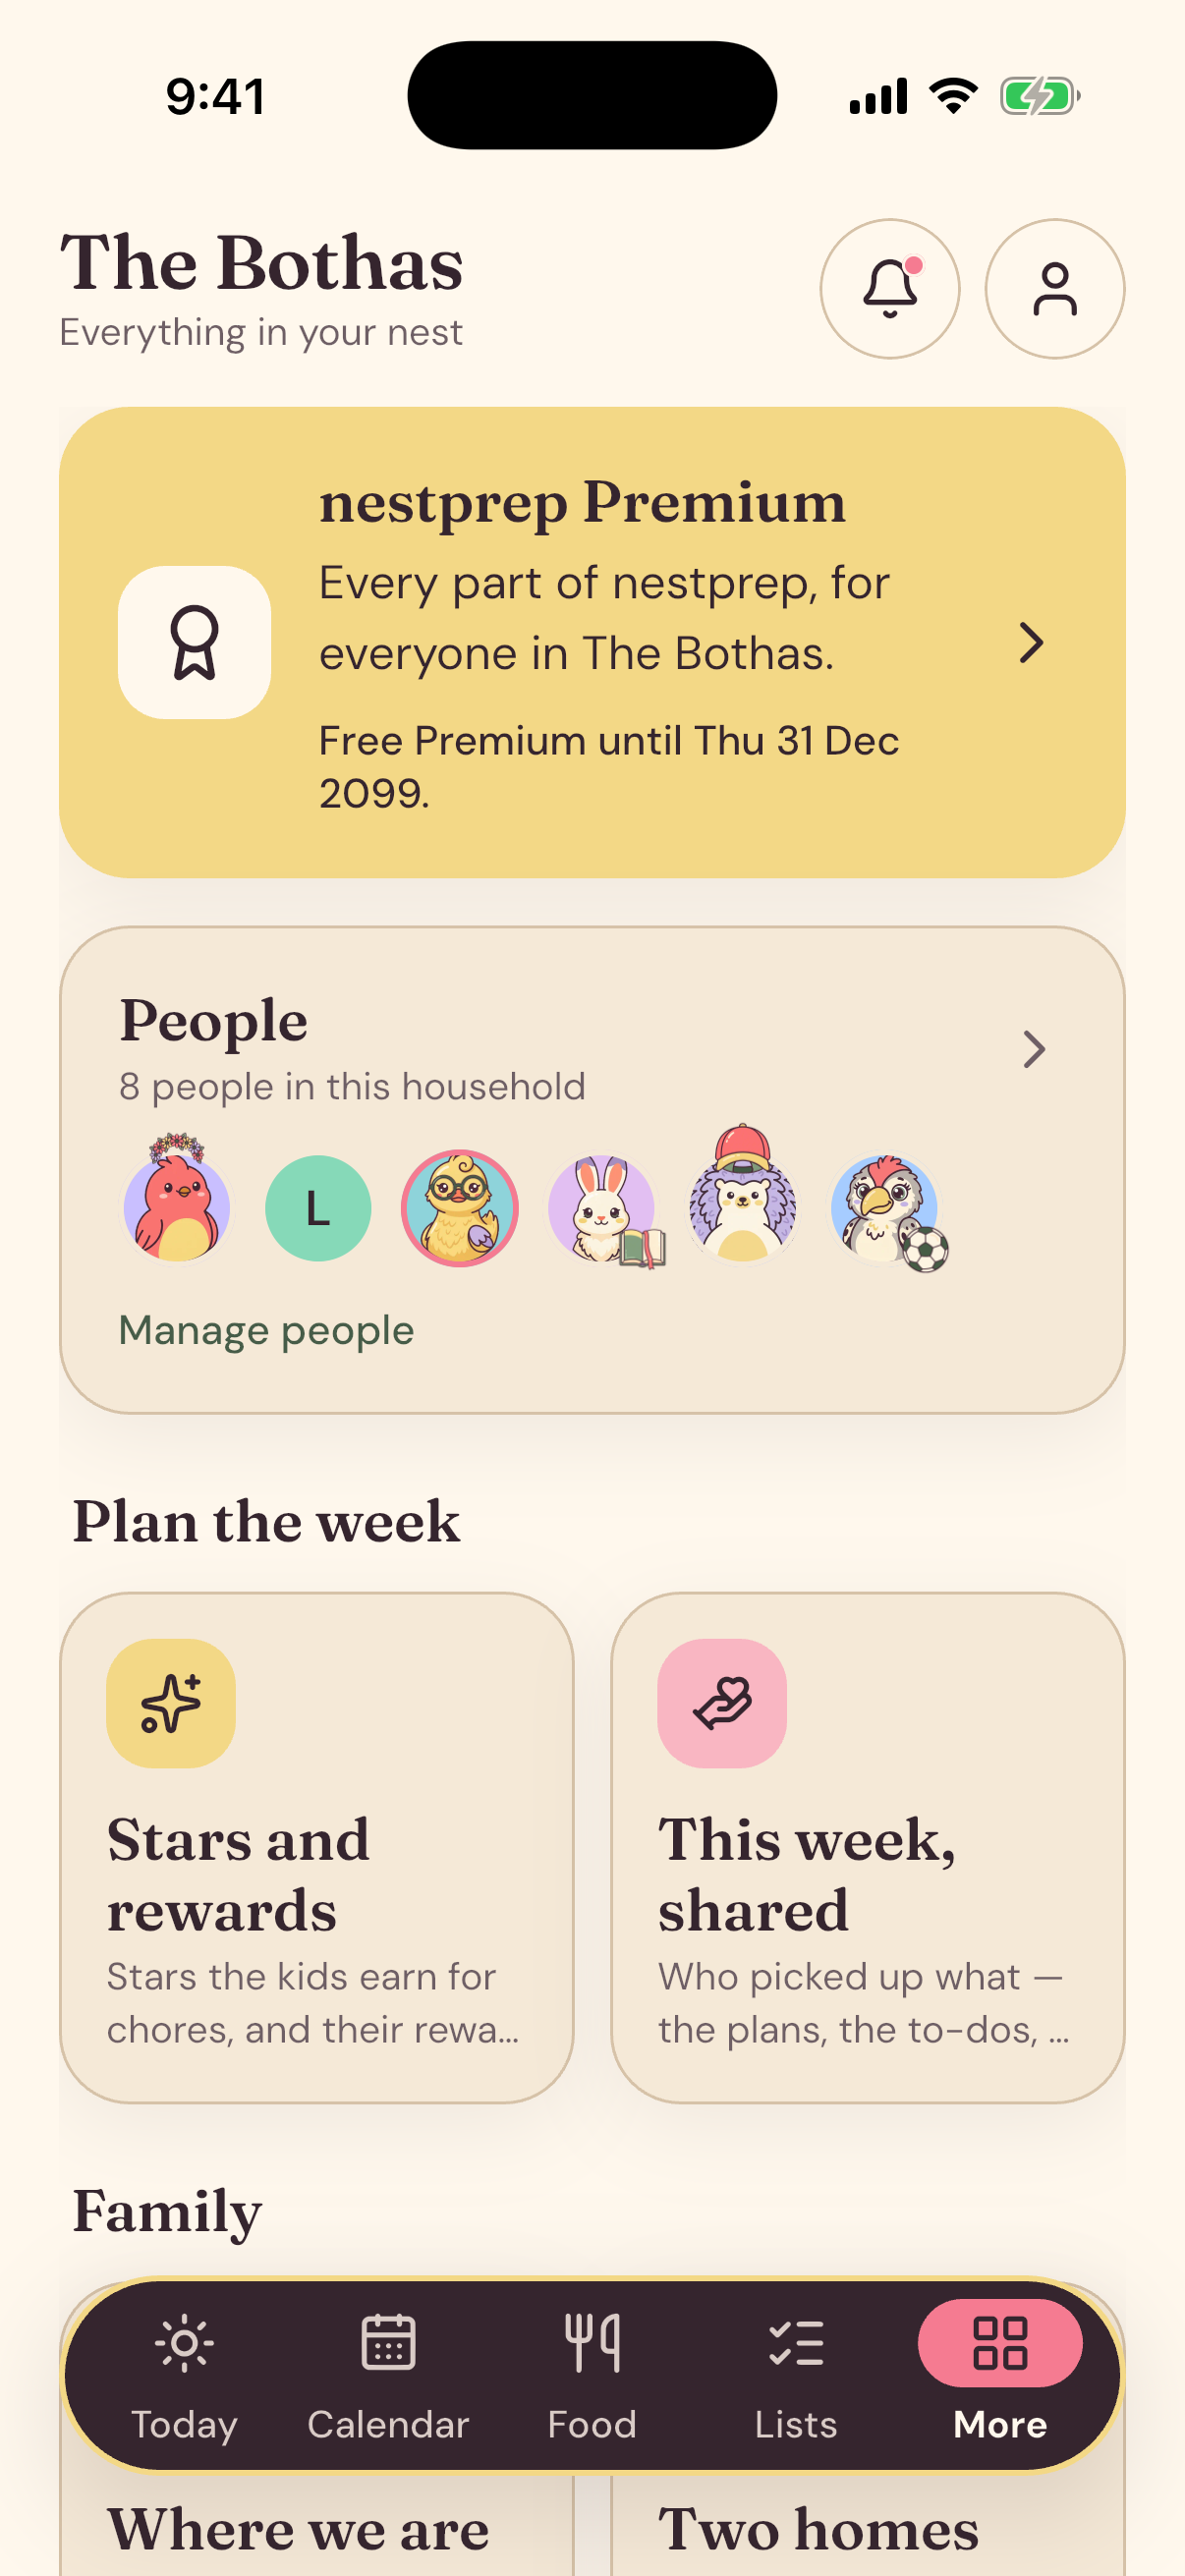 9:41
The Bothas
Everything in your nest
nestprep Premium
Every part of nestprep, for
everyone in The Bothas.
Free Premium until Thu 31 Dec
2099.
People
8 people in this household
L
Manage people
Plan the week
Stars and
rewards
Stars the kids earn for
chores, and their rewa...
This week,
shared
Who picked up what —
the plans, the to-dos, ...
Family
Today
Calendar
Food
Lists
More
Where we are
Two homes